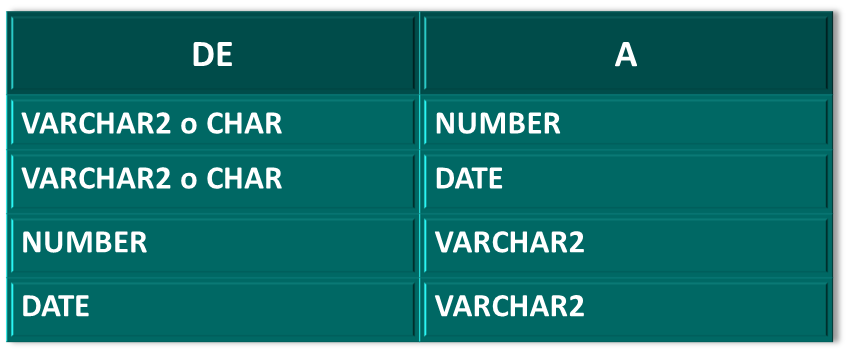 DE A
VARCHAR2 o CHAR NUMBER
VARCHAR2 o CHAR DATE
NUMBER VARCHAR2
DATE VARCHAR2